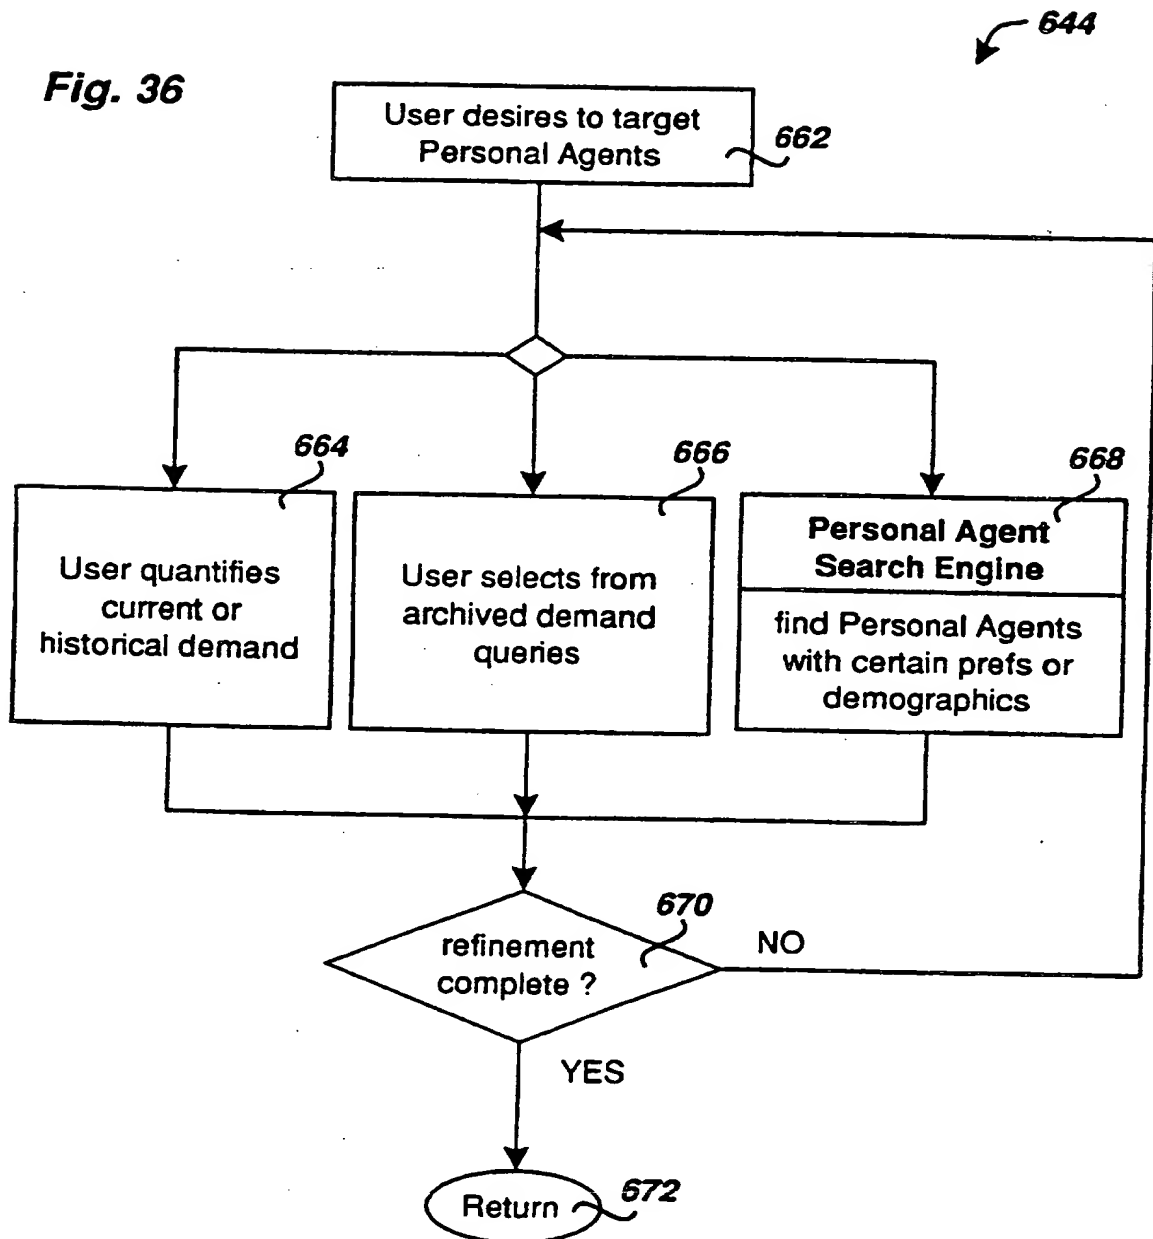 644
Fig. 36
User desires to target
Personal Agents
662
664
666
668
User quantifies
current or
historical demand
User selects from
archived demand
queries
Personal Agent
Search Engine
find Personal Agents
with certain prefs or
demographics
670
refinement
complete ?
NO
YES
Return
672